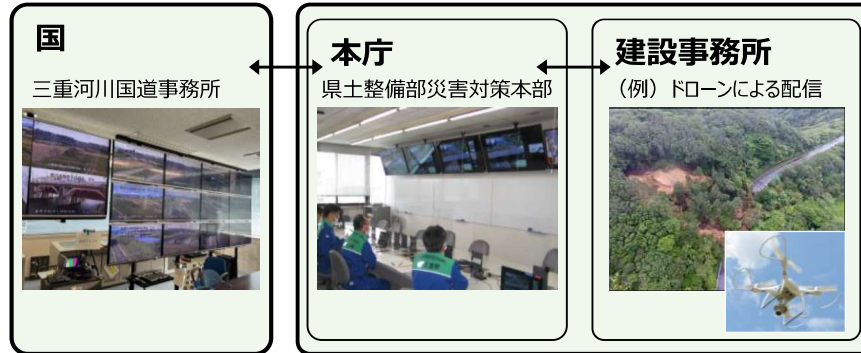 国
三重河川国道事務所
本庁
県土整備部災害対策本部
建設事務所
（例）ドローンによる配信